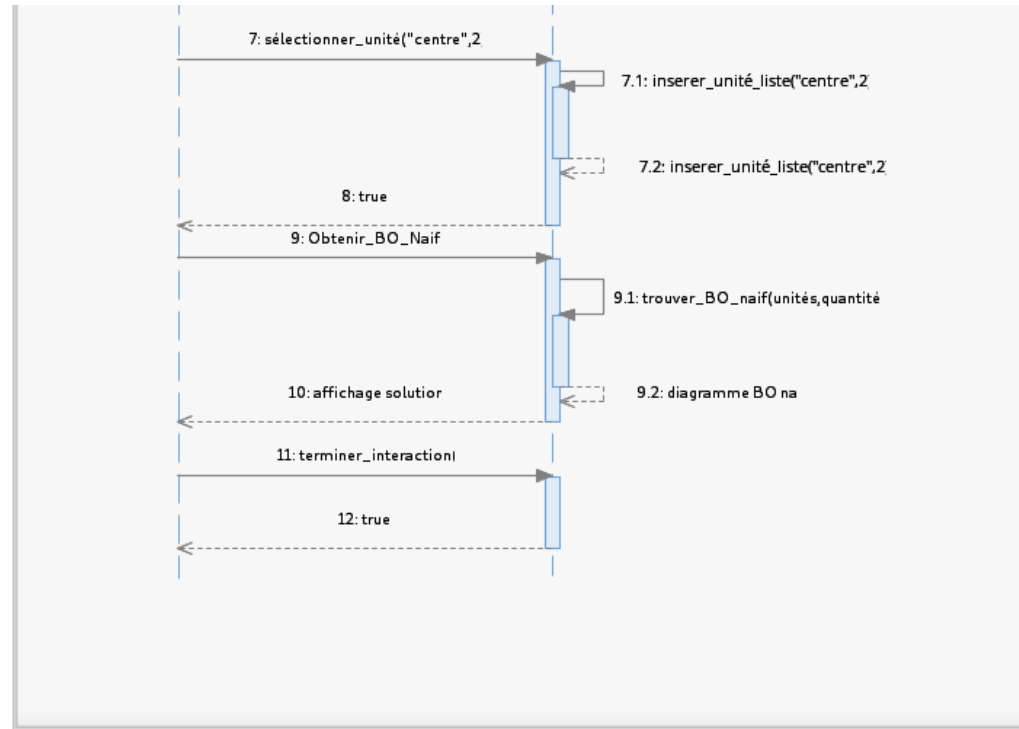 7: sélectionner_unité("centre",2
7.1: inserer_unité_liste("centre",2
7.2: inserer_unité_liste("centre",2
8: true
9: Obtenir_BO_Naif
9.1: trouver_BO_naif(unités,quantité
10: affichage solution
9.2: diagramme BO na
11: terminer_interaction(
12: true